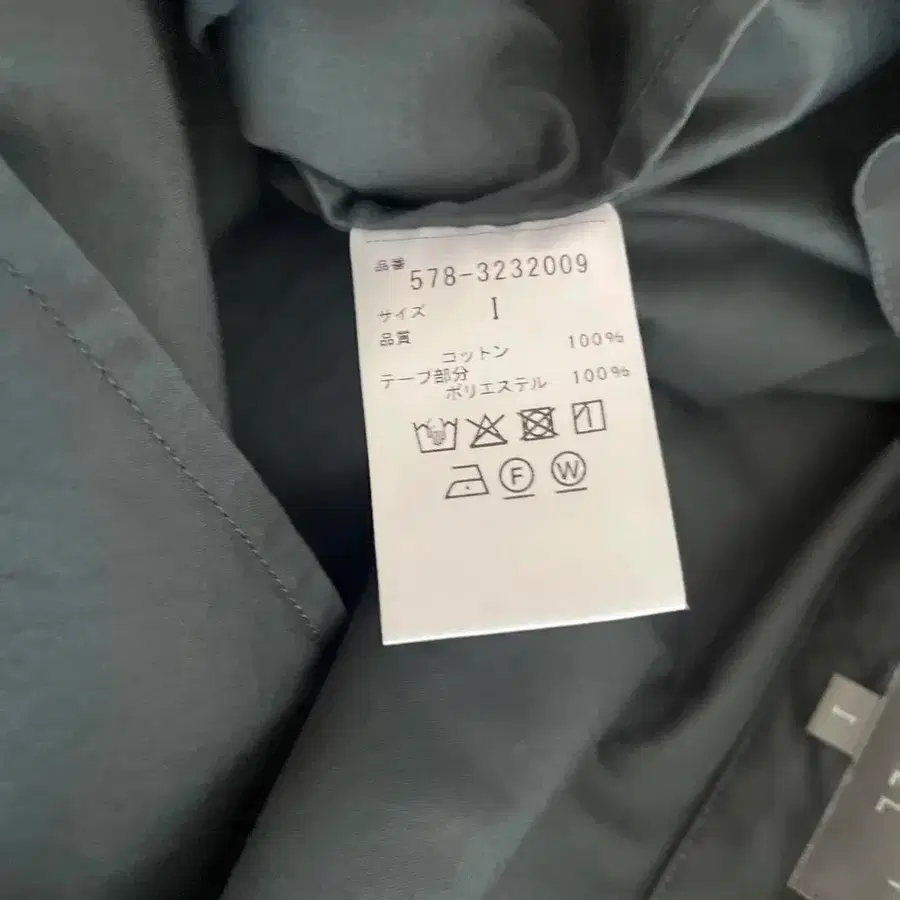 品番 578-3232009
サイズ I
品質
コットン 100%
テープ部分
ポリエステル 100%
F W
I